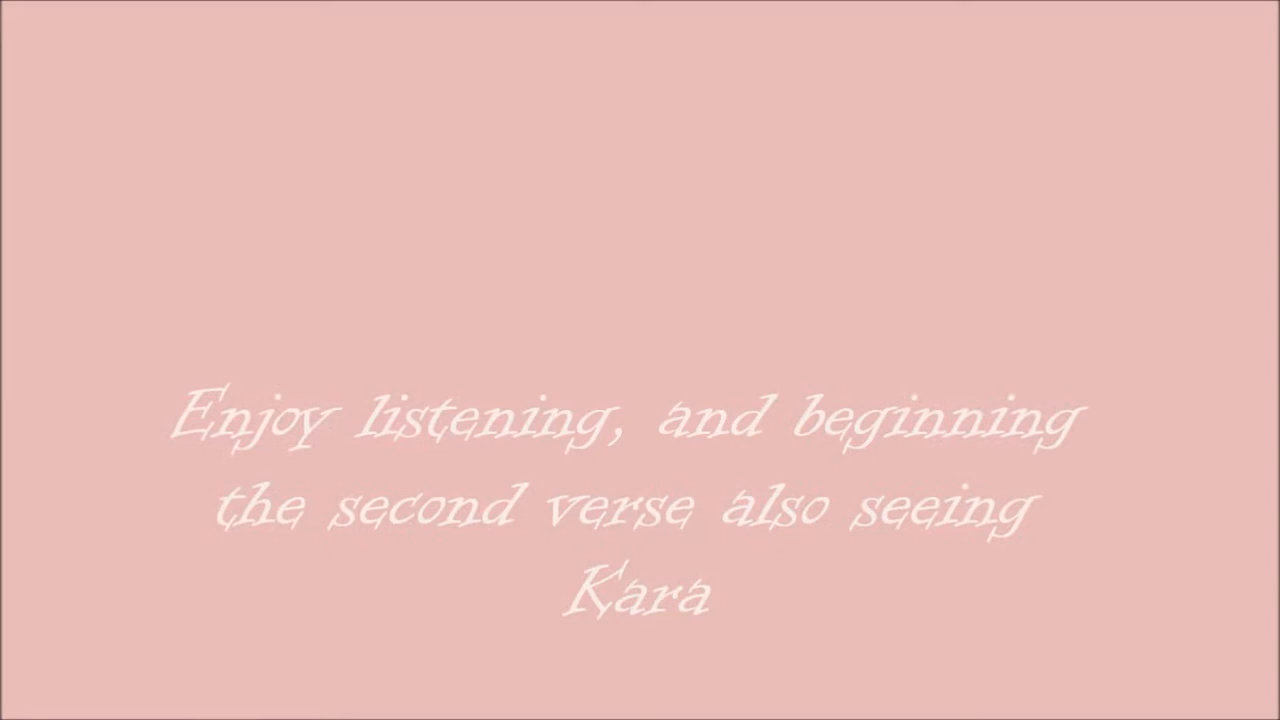 Enjoy listening, and beginning
the second verse also seeing
Kara